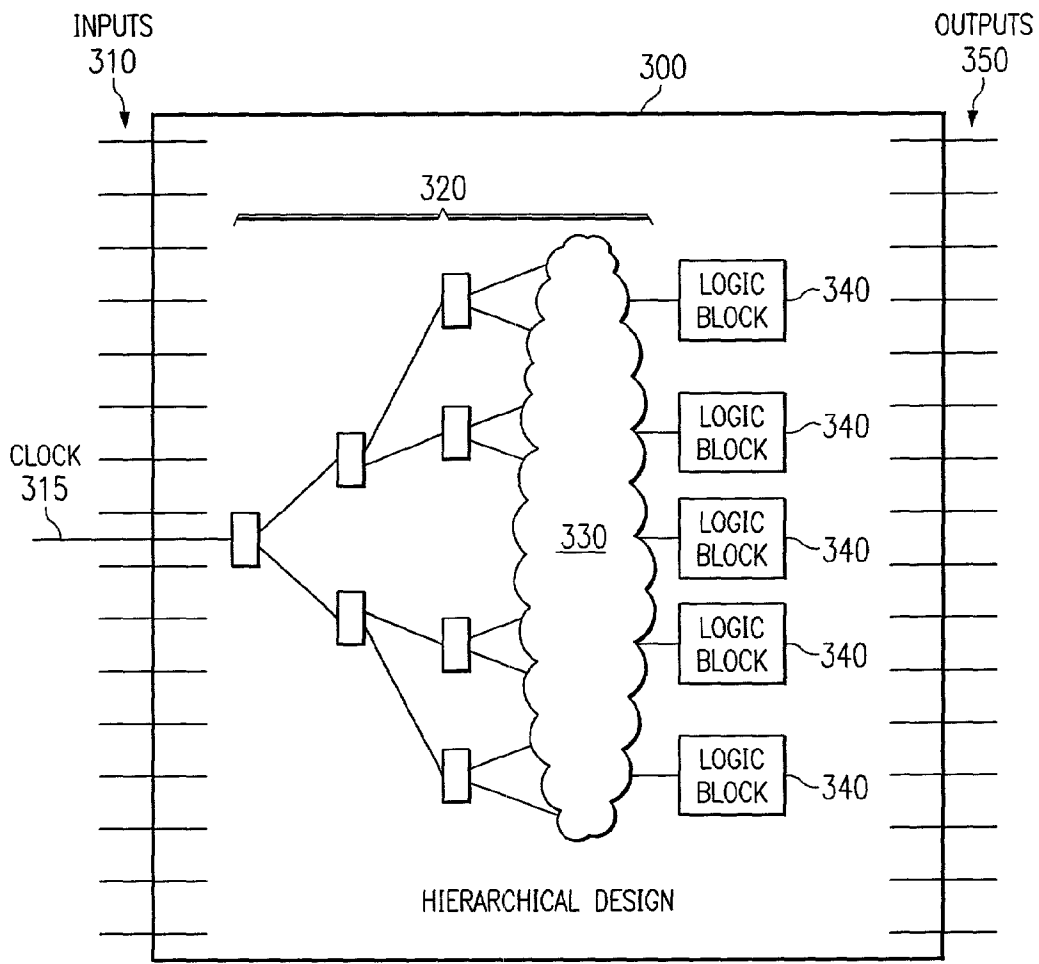 INPUTS
310
OUTPUTS
350
300
320
LOGIC
BLOCK
340
LOGIC
BLOCK
340
CLOCK
315
330
LOGIC
BLOCK
340
LOGIC
BLOCK
340
LOGIC
BLOCK
340
HIERARCHICAL DESIGN